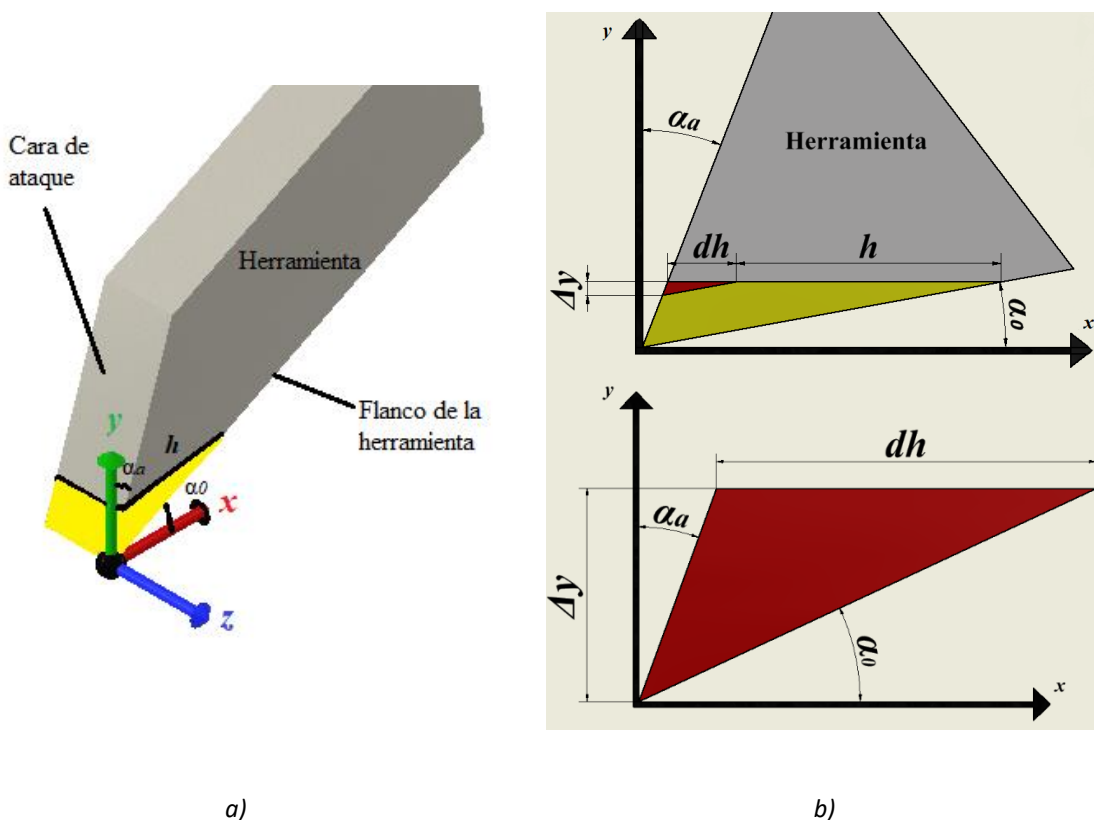 Cara de
ataque
Herramienta
Flanco de la
herramienta
y
αa
h
α0
x
z
y
αa
Herramienta
dh
h
Δy
α0
x
y
dh
αa
Δy
α0
x
a)
b)